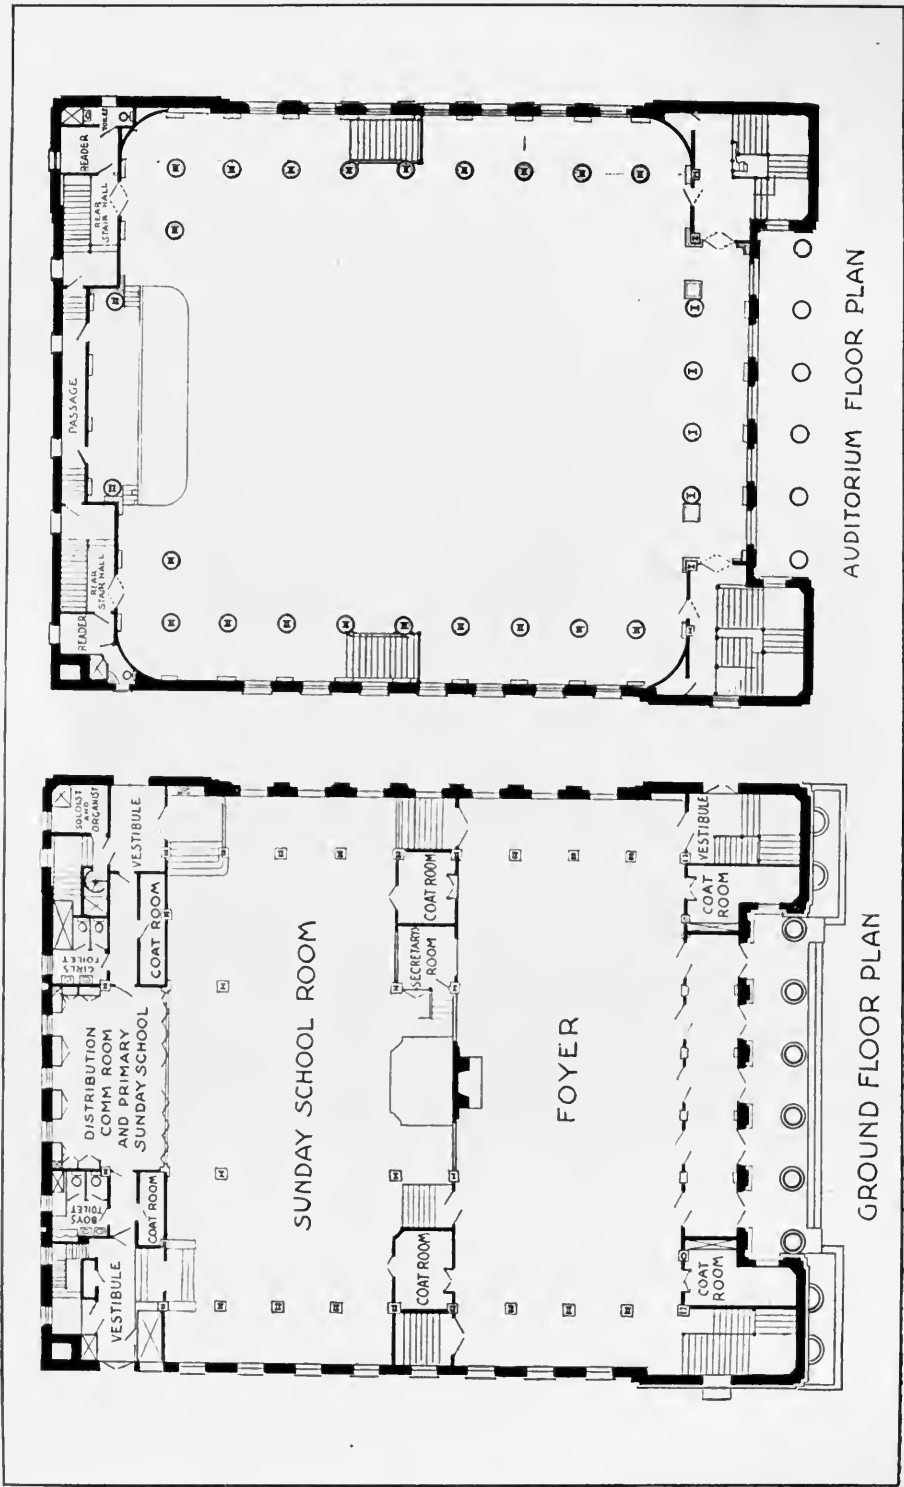 TOILET
READER
REAR
STAIR HALL
PASSAGE
REAR
STAIR HALL
READER
AUDITORIUM FLOOR PLAN
SOLOIST
AND
ORGANIST
VESTIBULE
GIRLS
TOILET
COAT ROOM
DISTRIBUTION
COMM ROOM
AND PRIMARY
SUNDAY SCHOOL
BOYS
TOILET
COAT ROOM
VESTIBULE
SUNDAY SCHOOL ROOM
COAT ROOM
SECRETARYS
ROOM
COAT ROOM
FOYER
VESTIBULE
COAT
ROOM
COAT
ROOM
GROUND FLOOR PLAN